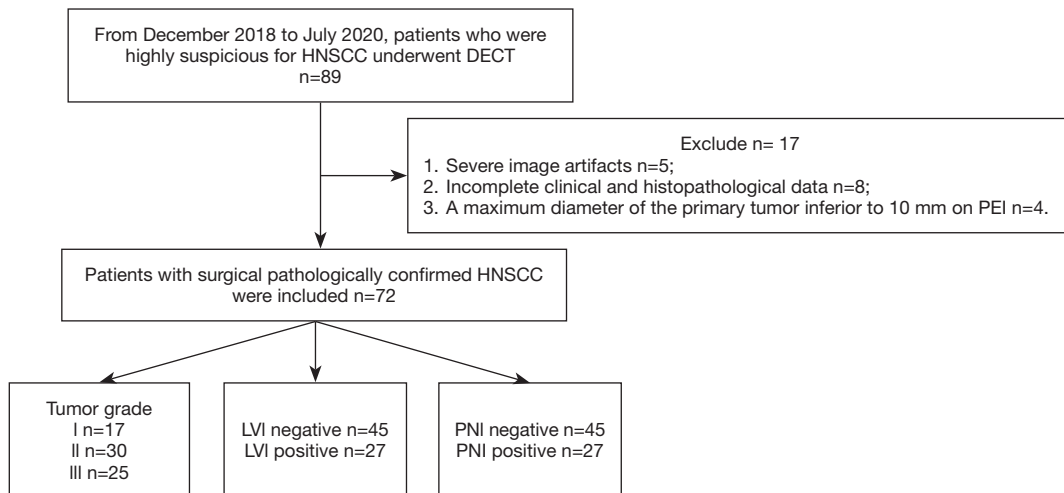 From December 2018 to July 2020, patients who were
highly suspicious for HNSCC underwent DECT
n=89
Exclude n= 17
1. Severe image artifacts n=5;
2. Incomplete clinical and histopathological data n=8;
3. A maximum diameter of the primary tumor inferior to 10 mm on PEI n=4.
Patients with surgical pathologically confirmed HNSCC
were included n=72
Tumor grade
I n=17
II n=30
III n=25
LVI negative n=45
LVI positive n=27
PNI negative n=45
PNI positive n=27